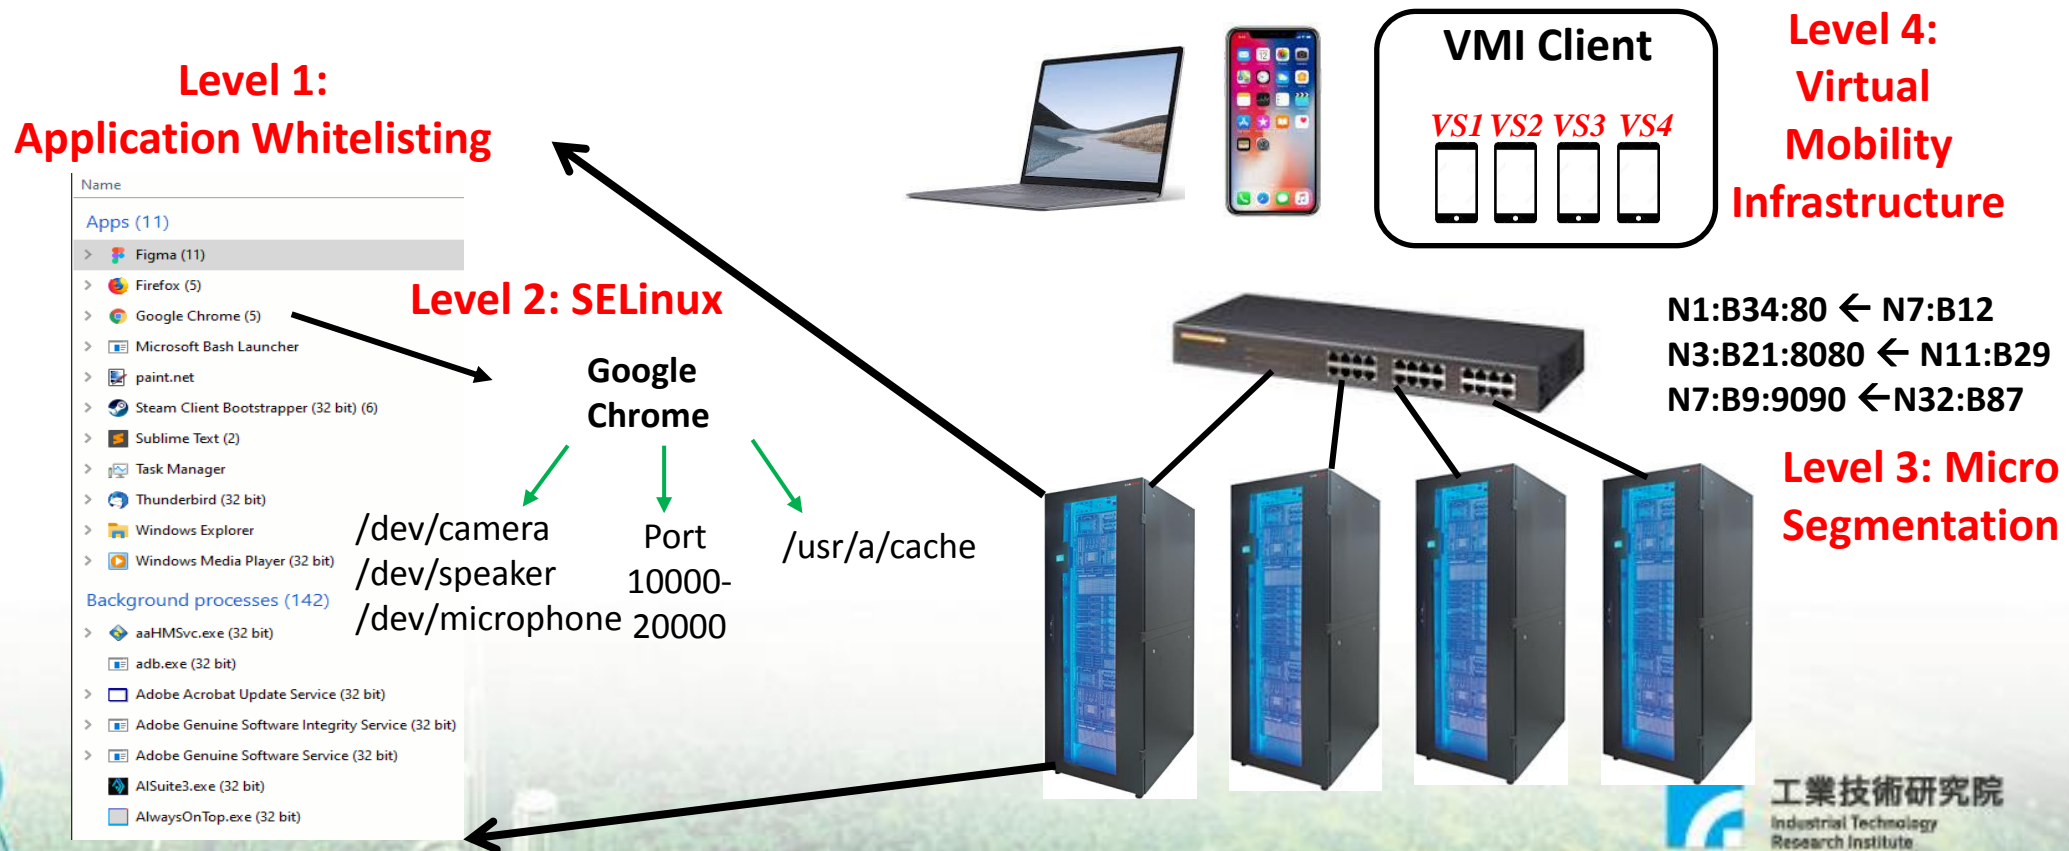 Level 1:
Application Whitelisting
Name
Apps (11)
Figma (11)
Firefox (5)
Google Chrome (5)
Microsoft Bash Launcher
paint.net
Steam Client Bootstrapper (32 bit) (6)
Sublime Text (2)
Task Manager
Thunderbird (32 bit)
Windows Explorer
Windows Media Player (32 bit)
Background processes (142)
aaHMSvc.exe (32 bit)
adb.exe (32 bit)
Adobe Acrobat Update Service (32 bit)
Adobe Genuine Software Integrity Service (32 bit)
Adobe Genuine Software Service (32 bit)
AISuite3.exe (32 bit)
AlwaysOnTop.exe (32 bit)
Level 2: SELinux
Google
Chrome
/dev/camera
/dev/speaker
/dev/microphone
Port
10000-
20000
/usr/a/cache
VMI Client
VS1 VS2 VS3 VS4
Level 4:
Virtual
Mobility
Infrastructure
N1:B34:80 ← N7:B12
N3:B21:8080 ← N11:B29
N7:B9:9090 ←N32:B87
Level 3: Micro
Segmentation
工業技術研究院
Industrial Technology
Research Institute